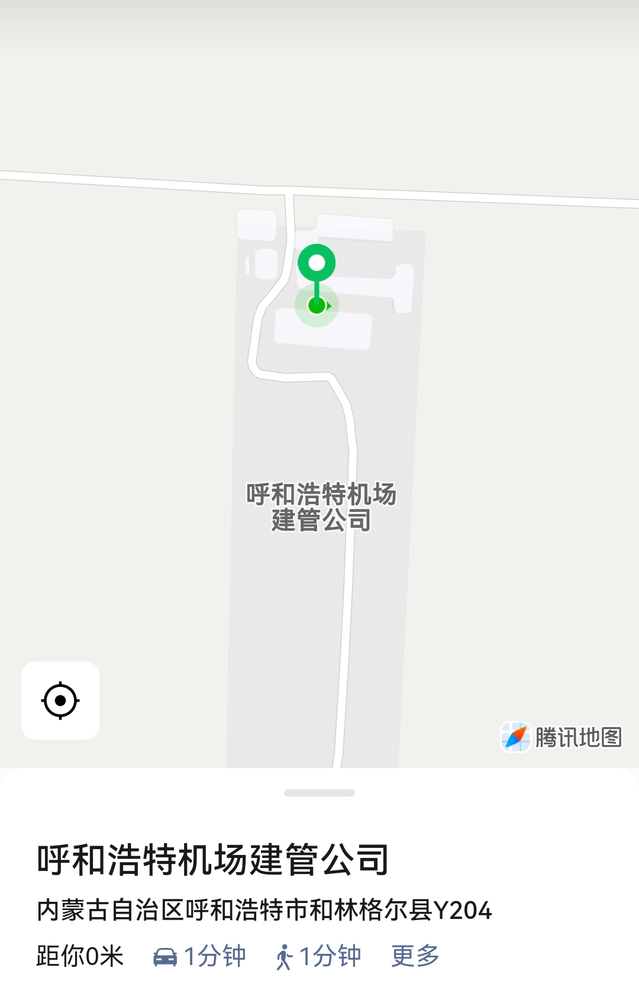 呼和浩特机场
建管公司
腾讯地图
呼和浩特机场建管公司
内蒙古自治区呼和浩特市和林格尔县Y204
距你0米 1分钟 1分钟 更多